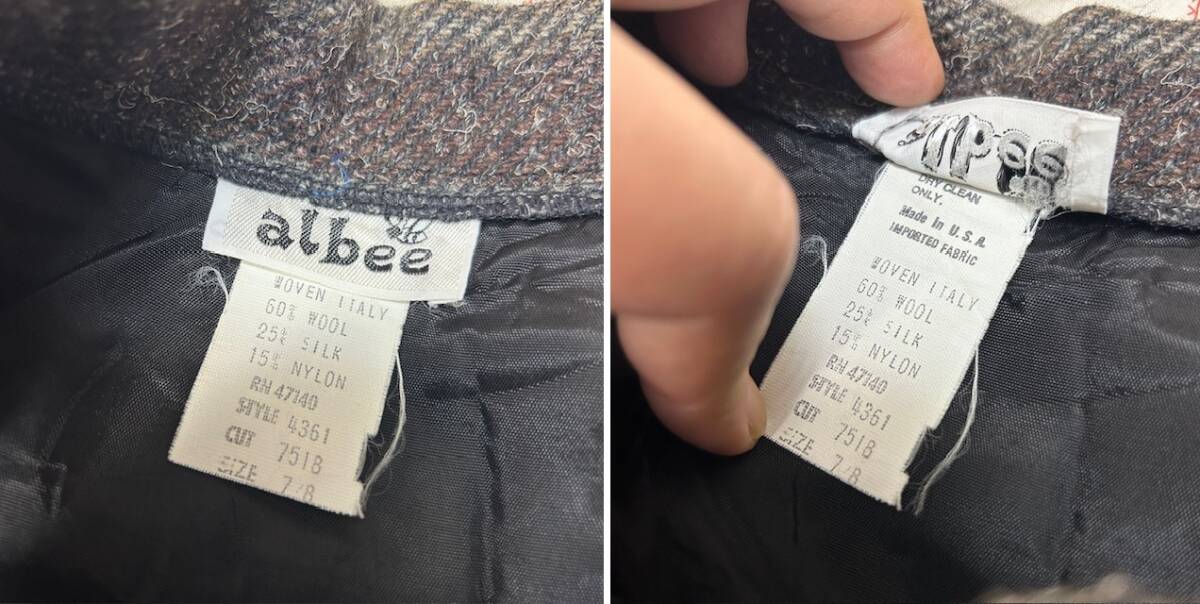 albee
WOVEN ITALY
60% WOOL
25% SILK
15% NYLON
RN 47140
STYLE 4361
CUT 7518
SIZE 7/8
DRY CLEAN
ONLY.
Made in U.S.A.
IMPORTED FABRIC
WOVEN ITALY
60% WOOL
25% SILK
15% NYLON
RN 47140
STYLE 4361
CUT 7518
SIZE 7/8